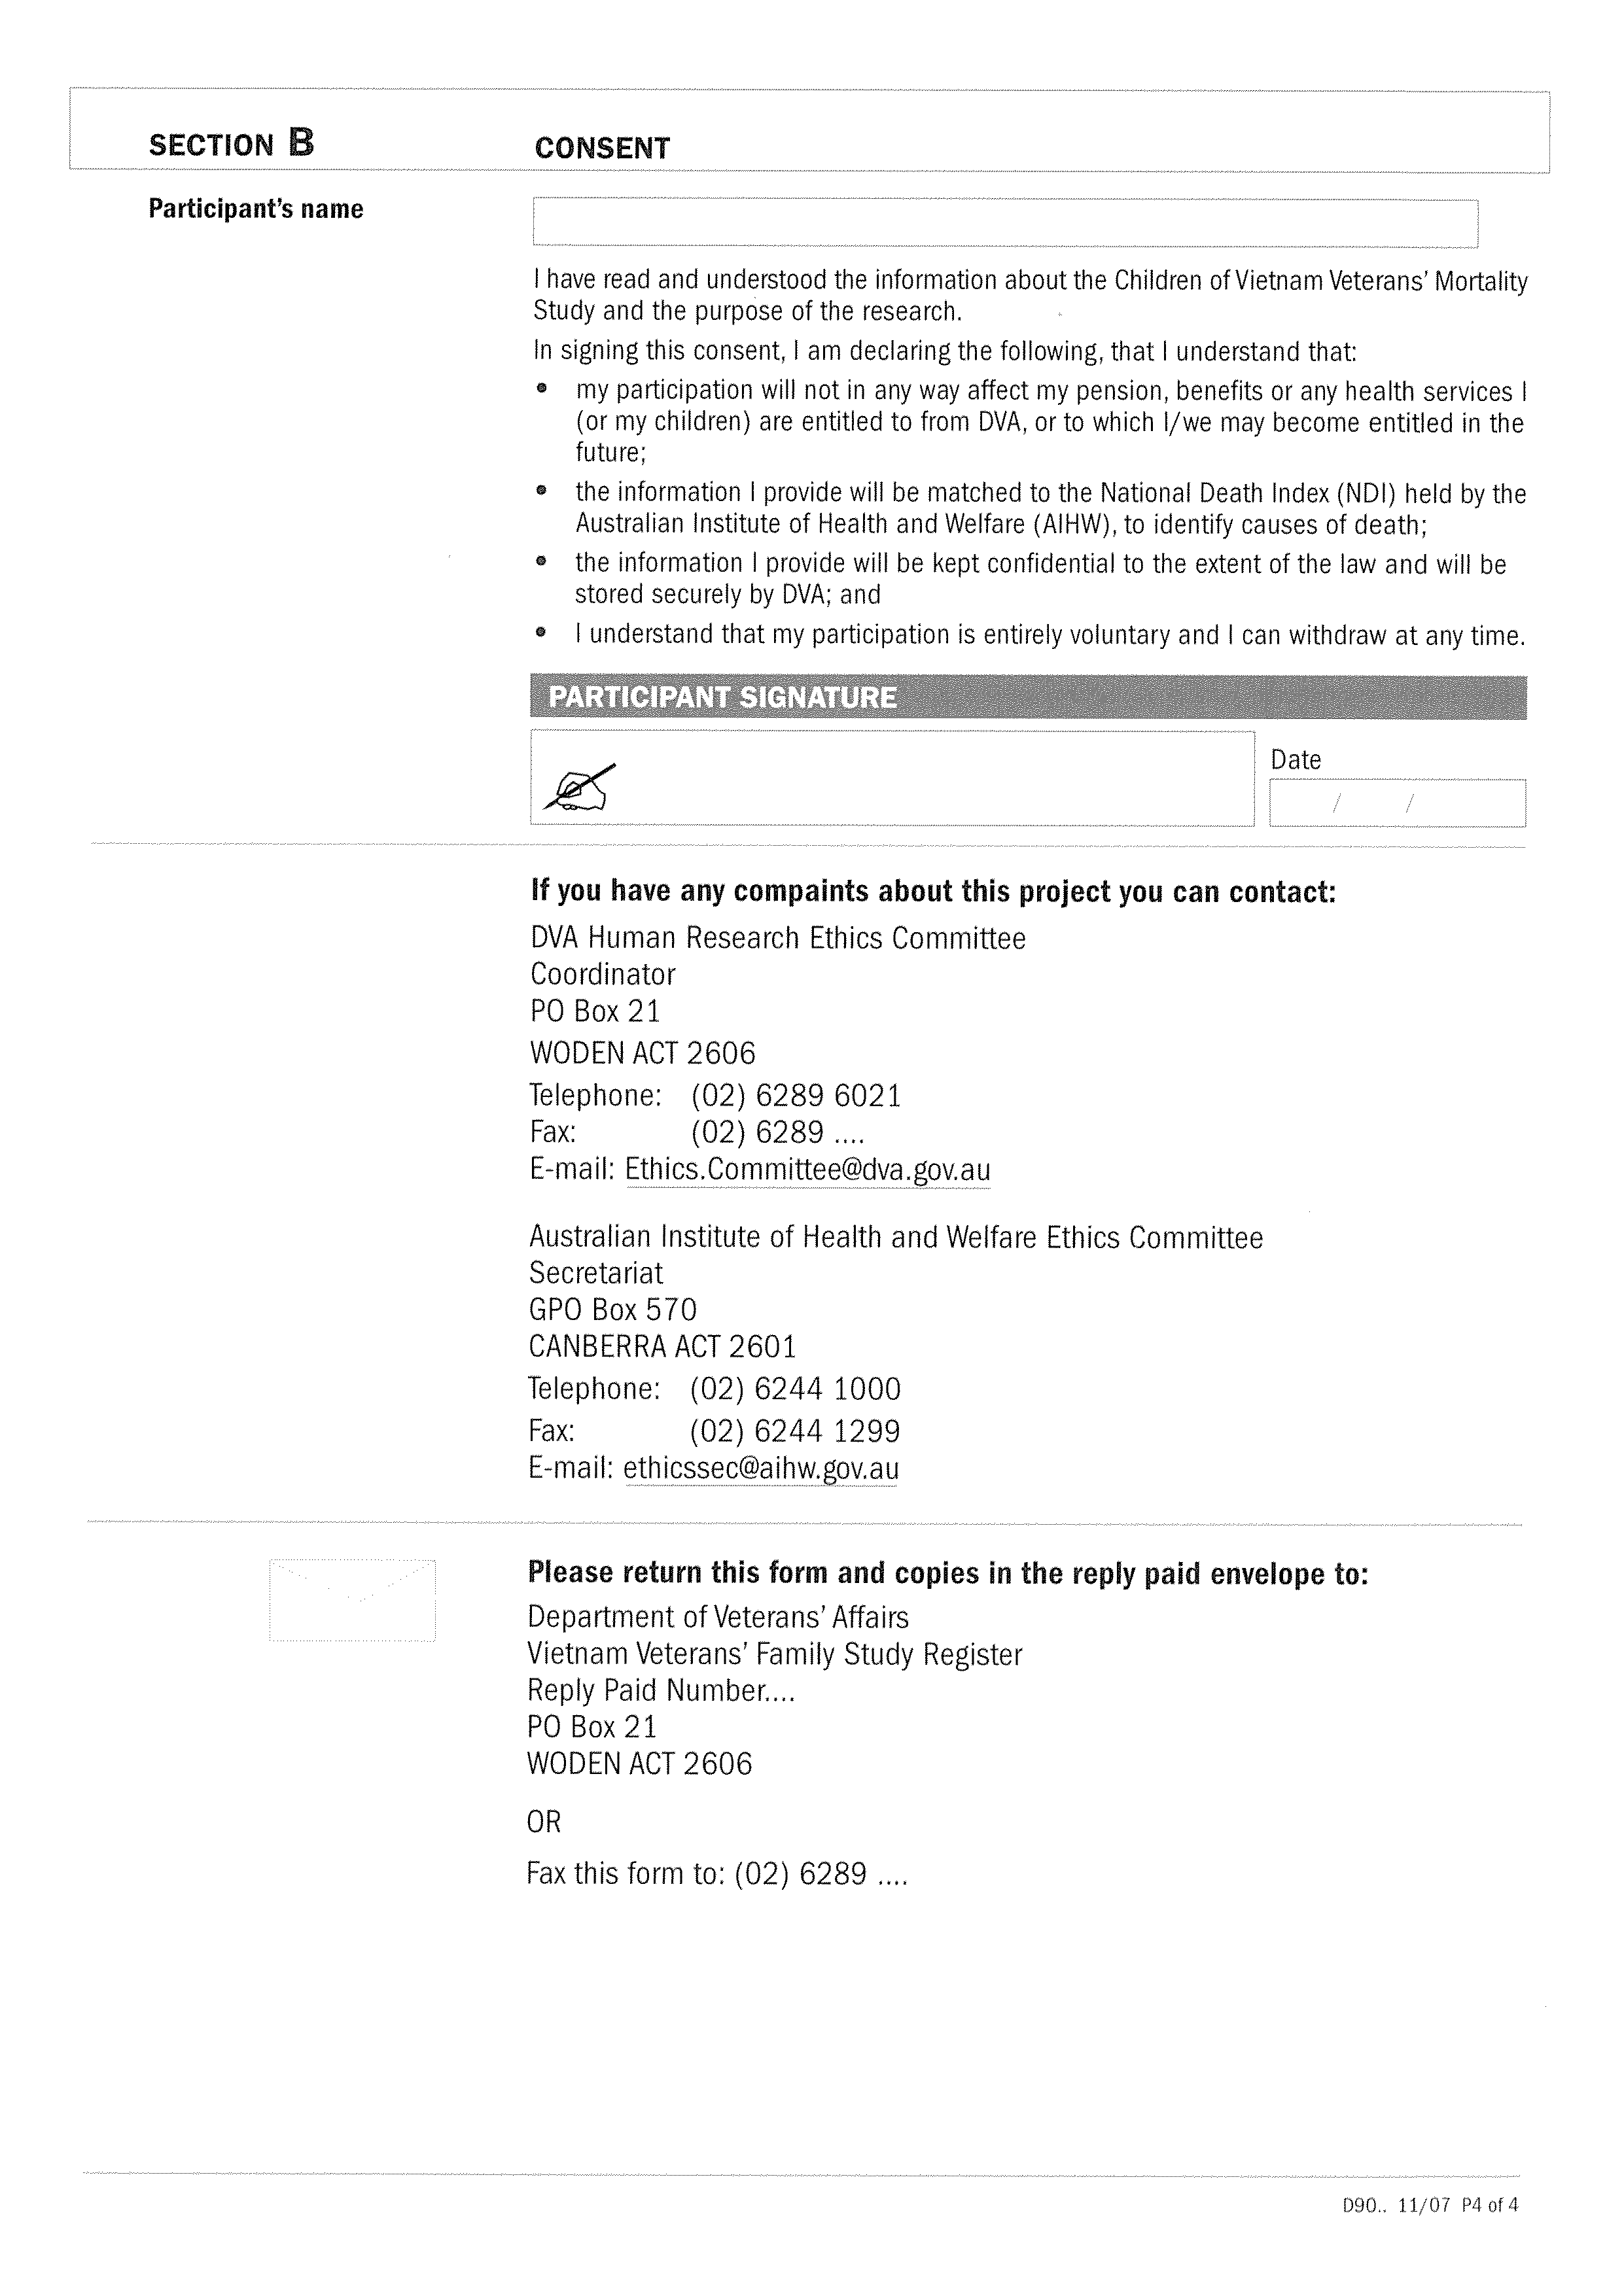 SECTION B CONSENT
Participant's name
I have read and understood the information about the Children of Vietnam Veterans' Mortality
Study and the purpose of the research.
In signing this consent, I am declaring the following, that I understand that:
• my participation will not in any way affect my pension, benefits or any health services I
(or my children) are entitled to from DVA, or to which I/we may become entitled in the
future;
• the information I provide will be matched to the National Death Index (NDI) held by the
Australian Institute of Health and Welfare (AIHW), to identify causes of death;
• the information I provide will be kept confidential to the extent of the law and will be
stored securely by DVA; and
• I understand that my participation is entirely voluntary and I can withdraw at any time.
PARTICIPANT SIGNATURE
Date
/ /
If you have any compaints about this project you can contact:
DVA Human Research Ethics Committee
Coordinator
PO Box 21
WODEN ACT 2606
Telephone: (02) 6289 6021
Fax: (02) 6289 ....
E-mail: Ethics.Committee@dva.gov.au
Australian Institute of Health and Welfare Ethics Committee
Secretariat
GPO Box 570
CANBERRA ACT 2601
Telephone: (02) 6244 1000
Fax: (02) 6244 1299
E-mail: ethicssec@aihw.gov.au
Please return this form and copies in the reply paid envelope to:
Department of Veterans' Affairs
Vietnam Veterans' Family Study Register
Reply Paid Number....
PO Box 21
WODEN ACT 2606
OR
Fax this form to: (02) 6289 ....
D90.. 11/07 P4 of 4